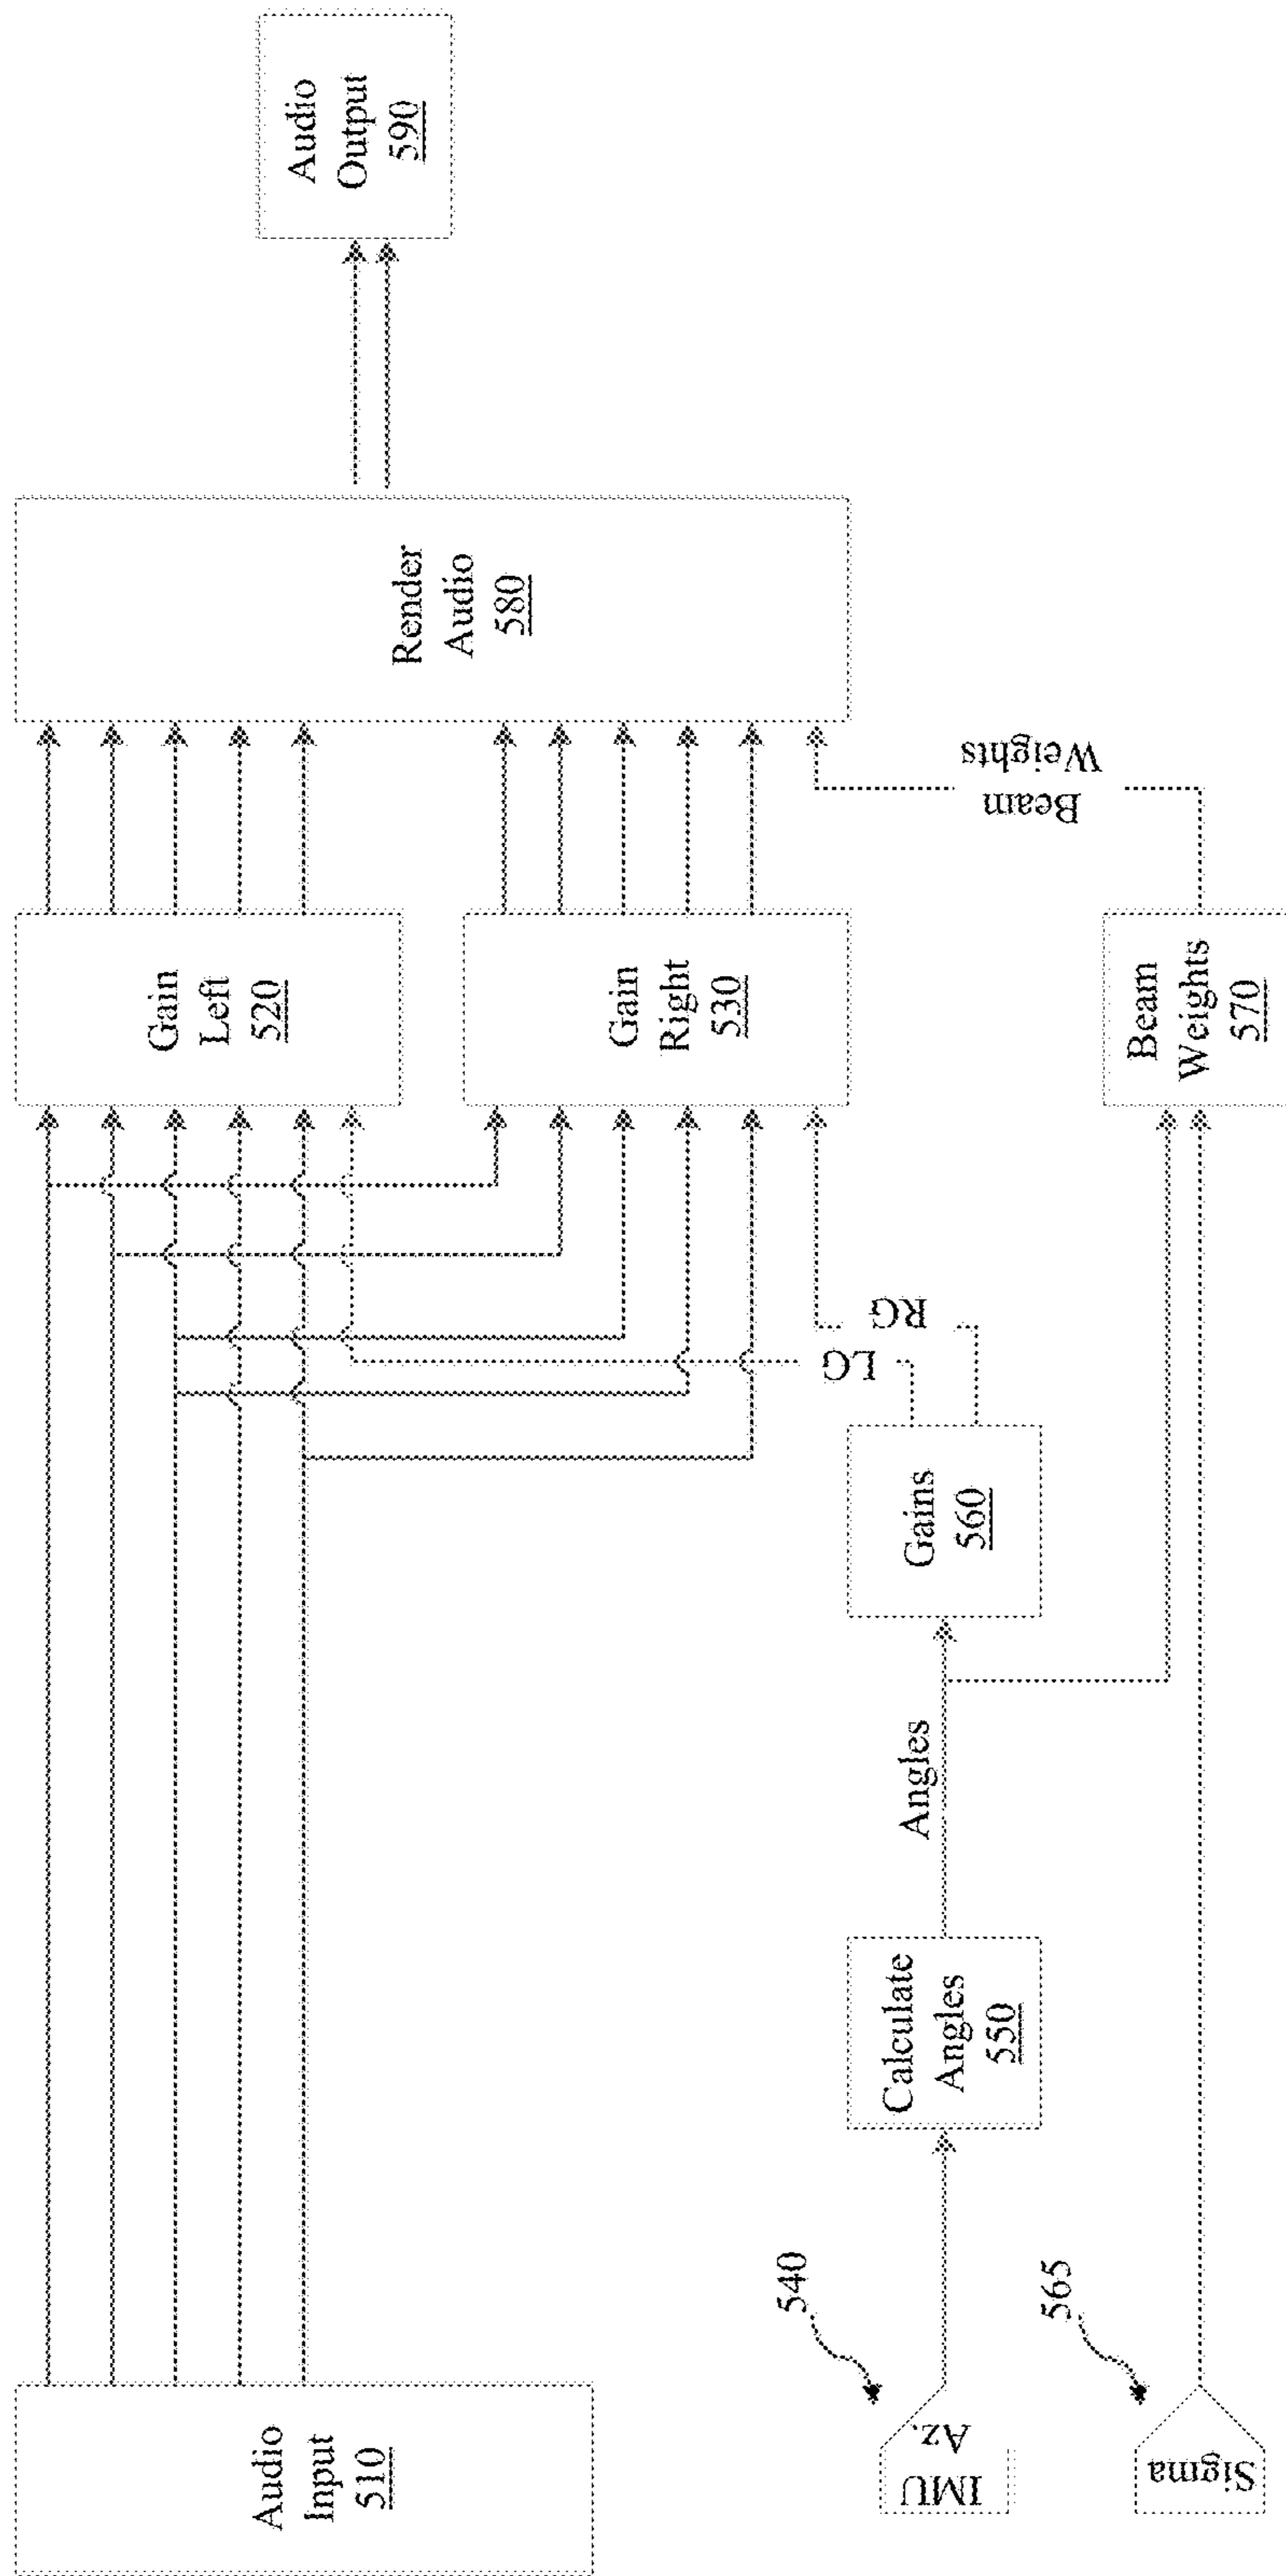 Audio
Input
510
Gain
Left
520
Gain
Right
530
Render
Audio
580
Audio
Output
590
540
IMU
Az.
Calculate
Angles
550
Angles
Gains
560
LG
RG
565
Sigma
Beam
Weights
570
Beam
Weights